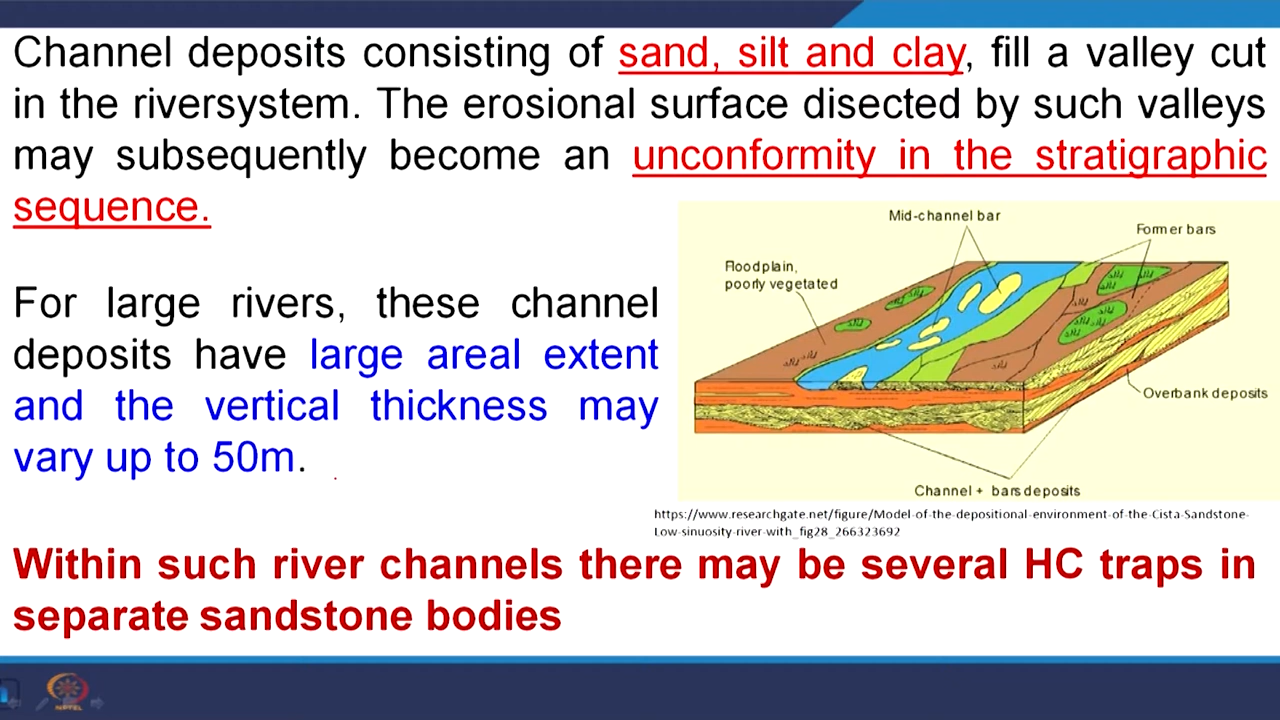 Channel deposits consisting of sand, silt and clay, fill a valley cut
in the riversystem. The erosional surface disected by such valleys
may subsequently become an unconformity in the stratigraphic
sequence.
For large rivers, these channel
deposits have large areal extent
and the vertical thickness may
vary up to 50m.
Mid-channel bar
Former bars
Floodplain,
poorly vegetated
Overbank deposits
Channel + bars deposits
https://www.researchgate.net/figure/Model-of-the-depositional-environment-of-the-Cista-Sandstone-
Low-sinuosity-river-with_fig28_266323692
Within such river channels there may be several HC traps in
separate sandstone bodies
NPTEL